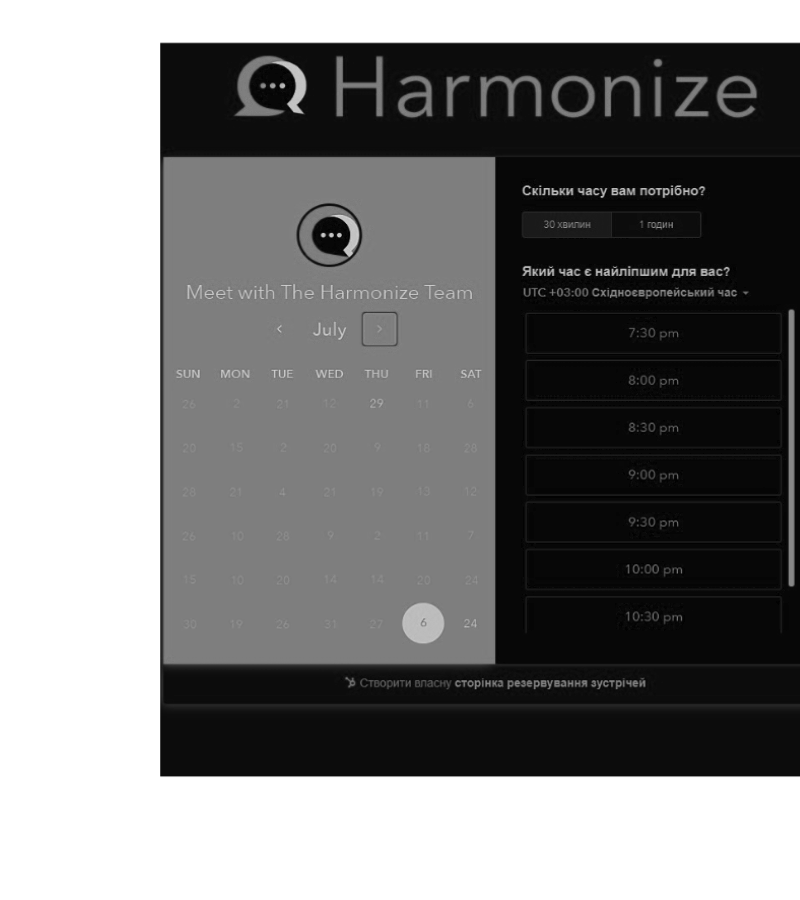 Harmonize
Meet with The Harmonize Team
July
SUN MON TUE WED THU FRI SAT
26 2 21 12 29 11 6
20 15 2 20 9 18 28
28 21 4 21 19 13 12
26 10 28 9 2 11 7
15 10 20 14 14 20 24
30 19 26 31 27 6 24
Скільки часу вам потрібно?
30 хвилин 1 годин
Який час є найліпшим для вас?
UTC +03:00 Східноєвропейський час
7:30 pm
8:00 pm
8:30 pm
9:00 pm
9:30 pm
10:00 pm
10:30 pm
Створити власну сторінка резервування зустрічей